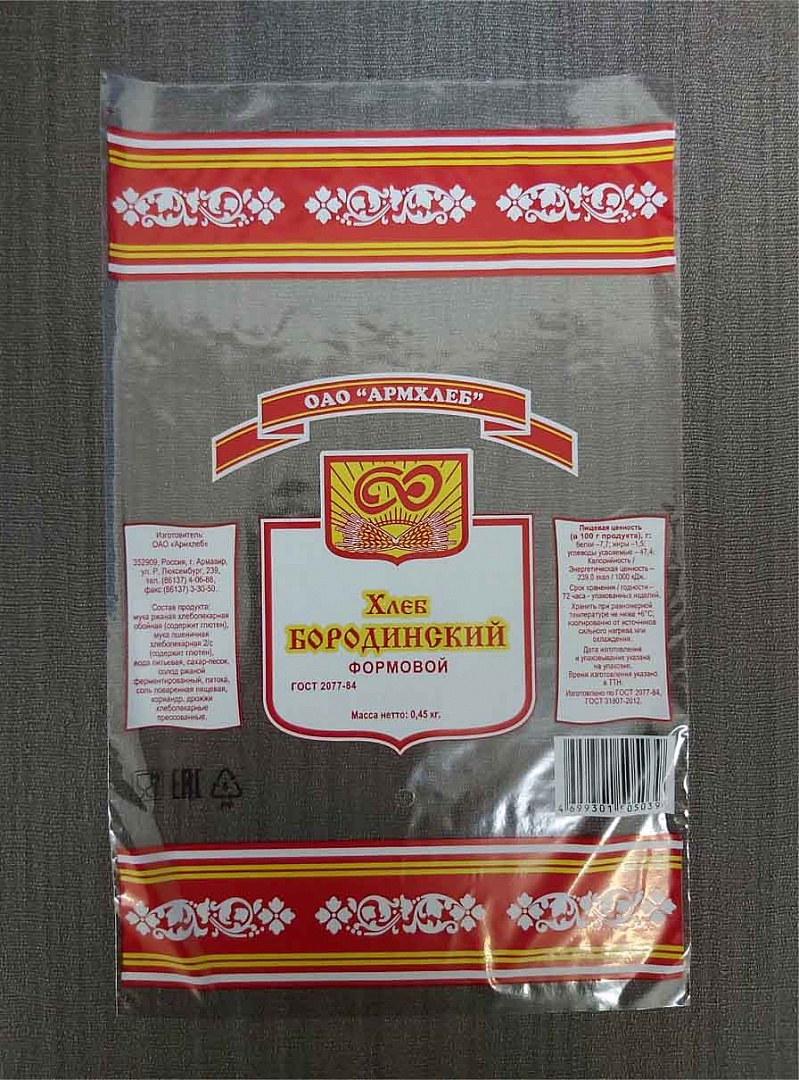 ОАО “АРМХЛЕБ”
Хлеб
БОРОДИНСКИЙ
ФОРМОВОЙ
ГОСТ 2077-84
Масса нетто: 0,45 кг.
Изготовитель:
ОАО «Армхлеб»
352909, Россия, г. Армавир,
ул. Р. Люксембург, 239,
тел. (86137) 4-06-88,
факс (86137) 3-30-50.
Состав продукта:
мука ржаная хлебопекарная
обойная (содержит глютен),
мука пшеничная
хлебопекарная 2/с
(содержит глютен),
вода питьевая, сахар-песок,
солод ржаной
ферментированный, патока,
соль поваренная пищевая,
кориандр, дрожжи
хлебопекарные
прессованные.
Пищевая ценность
(в 100 г продукта), г:
белки –7,7; жиры –1,5;
углеводы усвояемые – 47,4.
Калорийность /
Энергетическая ценность –
239,0 ккал / 1000 кДж.
Срок хранения / годности –
72 часа - упакованных изделий.
Хранить при равномерной
температуре не ниже +6°С,
изолированно от источников
сильного нагрева или
охлаждения.
Дата изготовления
и упаковывания указана
на упаковке.
Время изготовления указано
в ТТН.
Изготовлено по ГОСТ 2077-84,
ГОСТ 31807-2012.
EAC
4 699301 05039